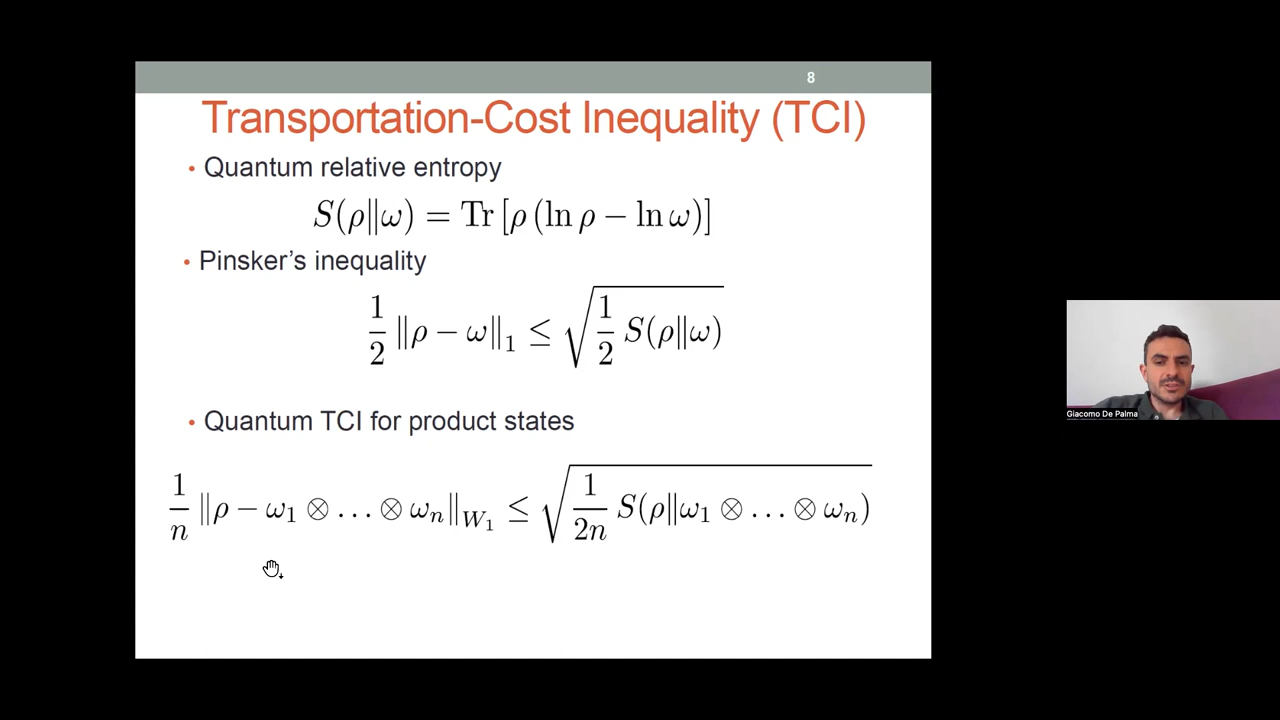 8
Transportation-Cost Inequality (TCI)
• Quantum relative entropy
S(ρ‖ω) = Tr [ρ (ln ρ − ln ω)]
• Pinsker's inequality
1/2 ‖ρ − ω‖₁ ≤ √(1/2 S(ρ‖ω))
• Quantum TCI for product states
1/n ‖ρ − ω₁ ⊗ … ⊗ ωₙ‖_W₁ ≤ √(1/2n S(ρ‖ω₁ ⊗ … ⊗ ωₙ))
Giacomo De Palma